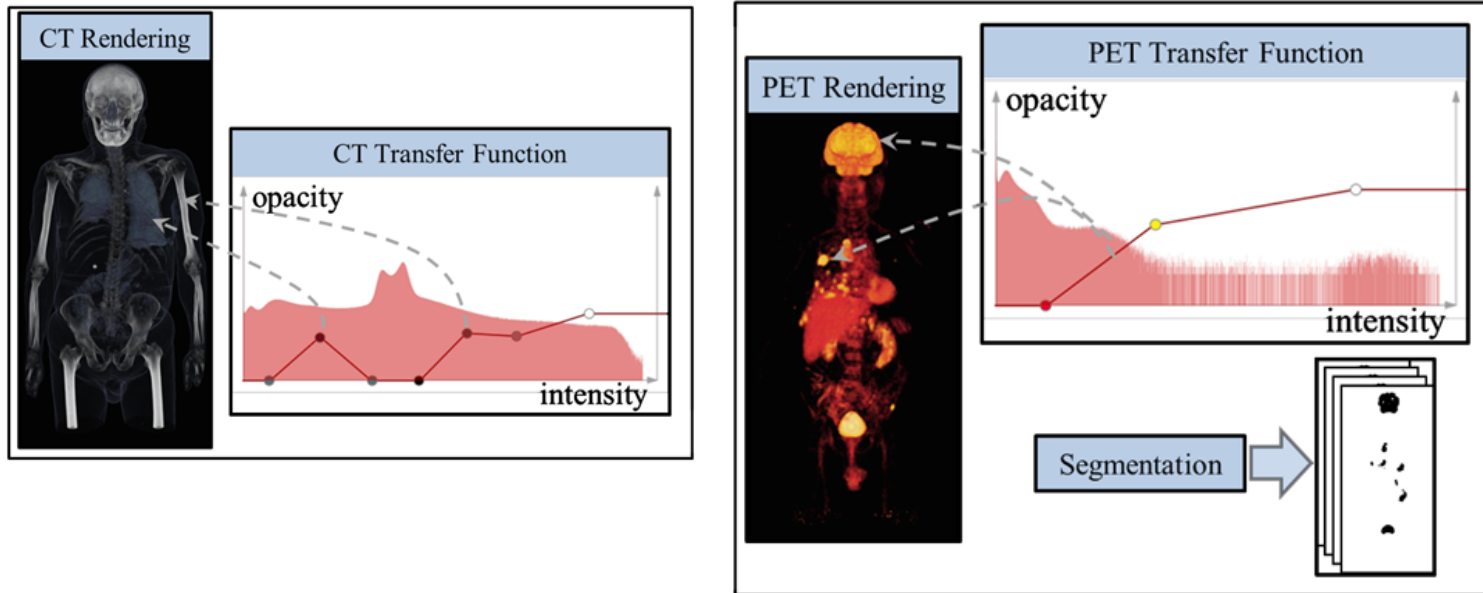 CT Rendering
CT Transfer Function
opacity
intensity
PET Rendering
PET Transfer Function
opacity
intensity
Segmentation